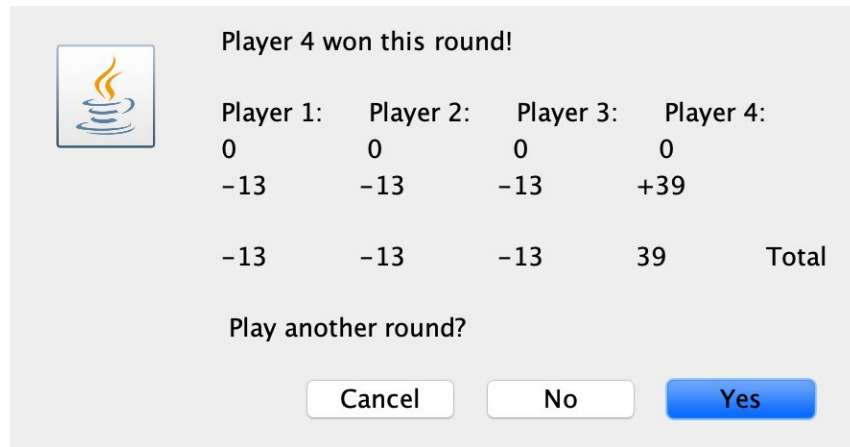 Player 4 won this round!
Player 1: Player 2: Player 3: Player 4:
0 0 0 0
-13 -13 -13 +39
-13 -13 -13 39 Total
Play another round?
Cancel No Yes